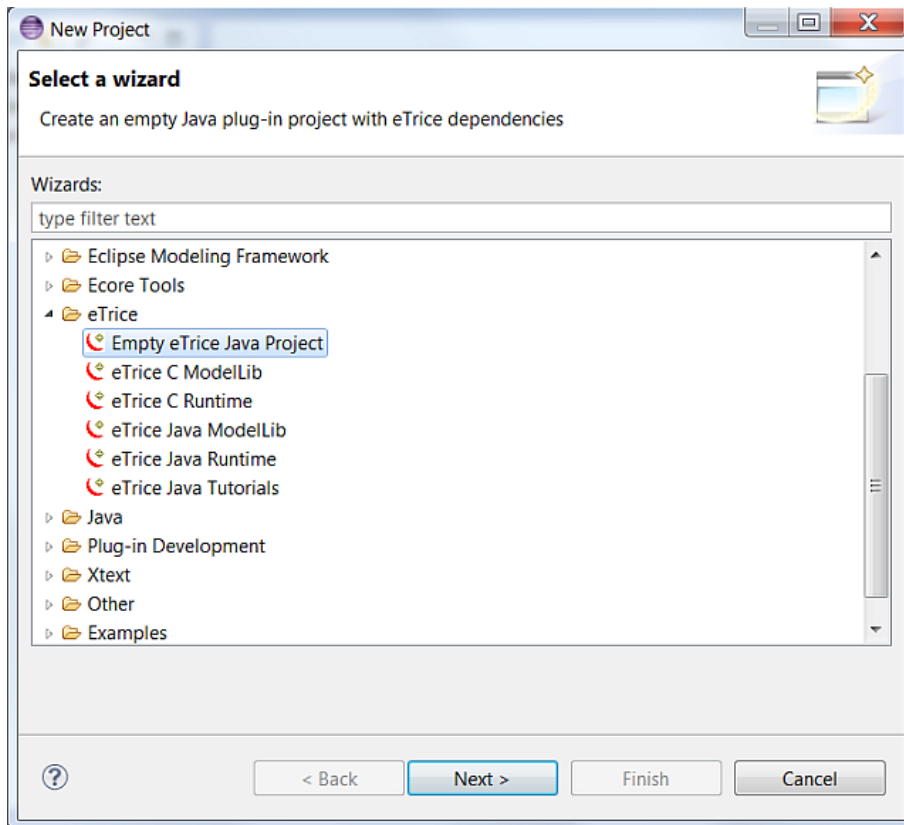 New Project
Select a wizard
Create an empty Java plug-in project with eTrice dependencies
Wizards:
type filter text
Eclipse Modeling Framework
Ecore Tools
eTrice
Empty eTrice Java Project
eTrice C ModelLib
eTrice C Runtime
eTrice Java ModelLib
eTrice Java Runtime
eTrice Java Tutorials
Java
Plug-in Development
Xtext
Other
Examples
? < Back Next > Finish Cancel